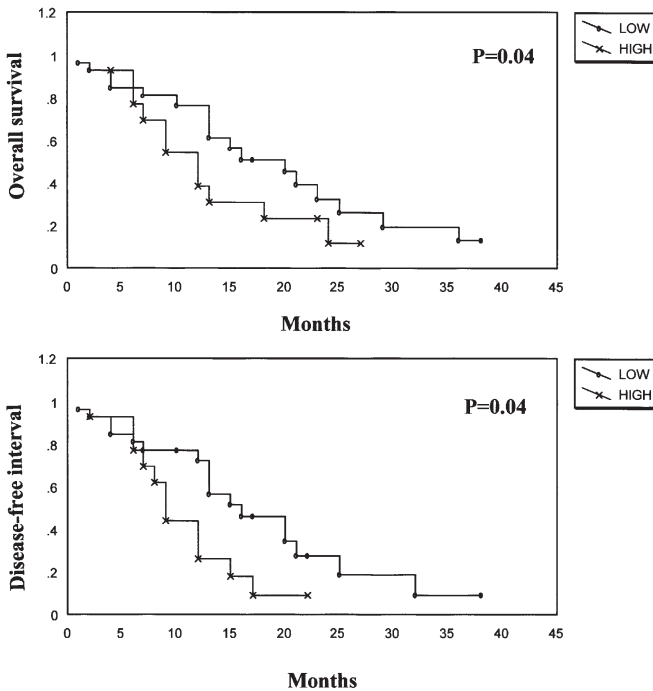 1.2
1
.8
.6
.4
.2
0
Overall survival
P=0.04
LOW
HIGH
0 5 10 15 20 25 30 35 40 45
Months
1.2
1
.8
.6
.4
.2
0
Disease-free interval
P=0.04
LOW
HIGH
0 5 10 15 20 25 30 35 40 45
Months